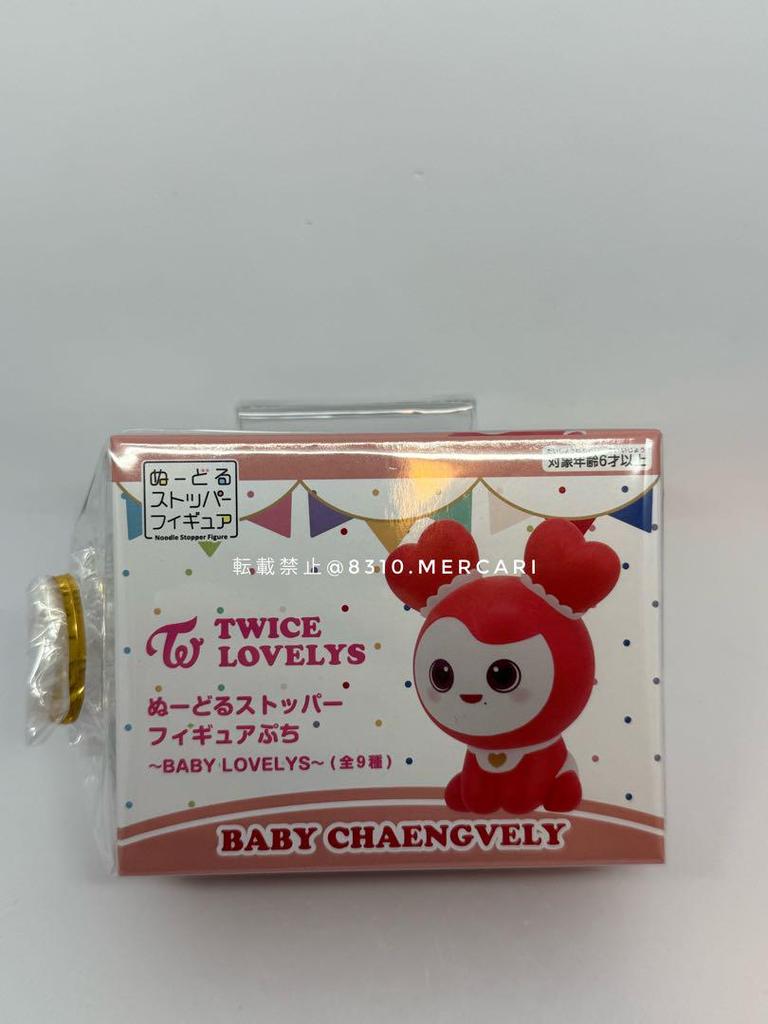 ぬーどる
ストッパー
フィギュア
Noodle Stopper Figure
対象年齢6才以上
転載禁止@8310.MERCARI
TWICE
LOVELYS
ぬーどるストッパー
フィギュアぷち
~BABY LOVELYS~(全9種)
BABY CHAENGVELY